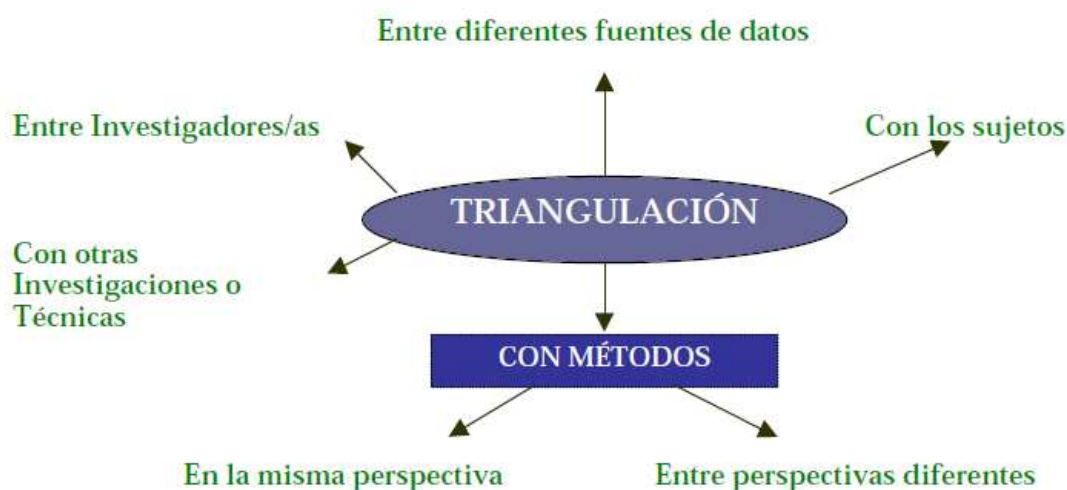 Entre diferentes fuentes de datos
Entre Investigadores/as
Con los sujetos
TRIANGULACIÓN
Con otras
Investigaciones o
Técnicas
CON MÉTODOS
En la misma perspectiva
Entre perspectivas diferentes